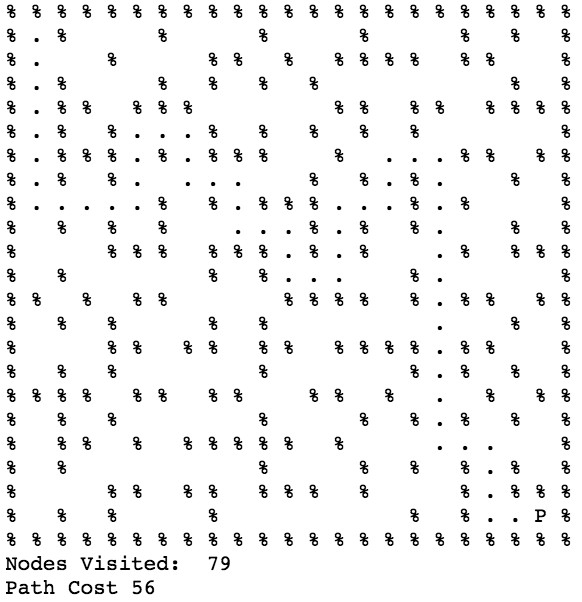 % % % % % % % % % % % % % % % % % % % % % % %
% . %       %       %       %       %   %   %
% .     %       % %   %   % % % %   % %     %
% . %       %   %   %   %               %   %
% . % %   % % %           % %   % %   % % % %
% . %   % . . . %   %   %   %   %           %
% . % % % . % . % % %     %   . . . % %   % %
% . %   % .   . . .     %   % . % .     %   %
% . . . . . %   % . % % % . . . % . %       %
%   %   %   %     . . . % . %   % .     %   %
%       % % %   % % % . % . %     . %   % % %
%   %           %   % . . .     % .         %
% %   %   % %         % % % %   % . % %     %
%   %   %       %   %             .     %   %
%       % %   % %   % %   % % % % . % %     %
%   %   %           %           % . %   %   %
% % % %   % %   % %     % %   %   .   %   % %
%   %   %           %       %   % . %   %   %
%   % %   %   % % % % %   %       . . .     %
%   %               %       %   %   % . %   %
%       % %   % %   % % %   %       % . % % %
%   %   %       %               %   % . . P %
% % % % % % % % % % % % % % % % % % % % % % %
Nodes Visited:  79
Path Cost 56